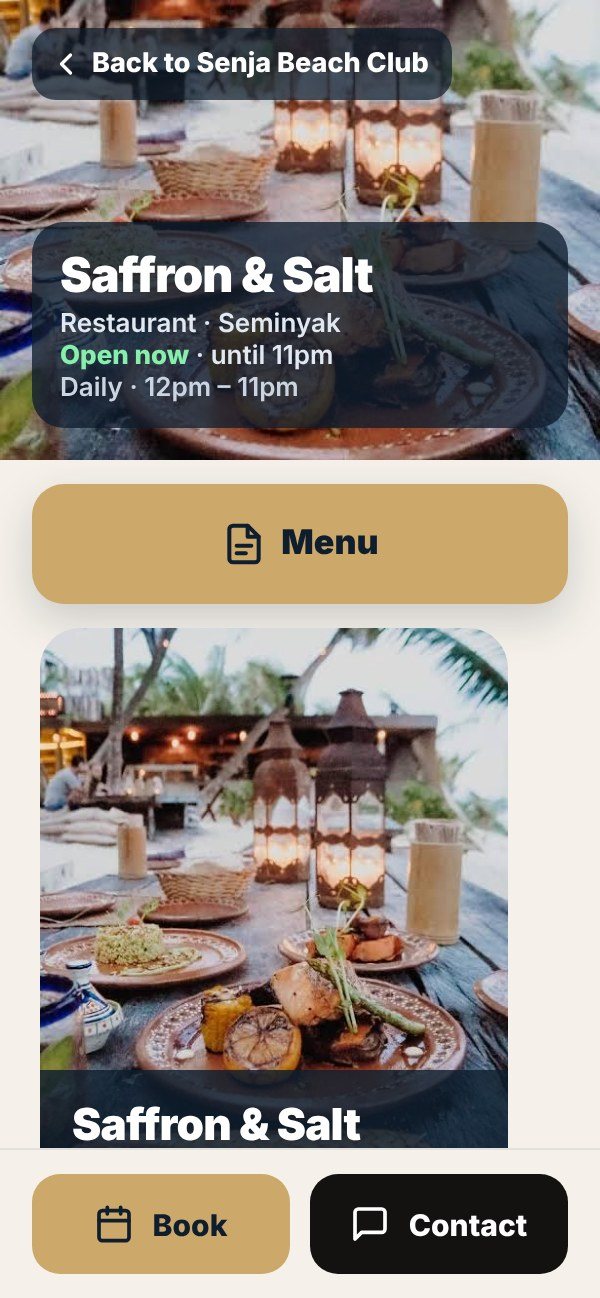 Back to Senja Beach Club
Saffron & Salt
Restaurant · Seminyak
Open now · until 11pm
Daily · 12pm – 11pm
Menu
Saffron & Salt
Book
Contact